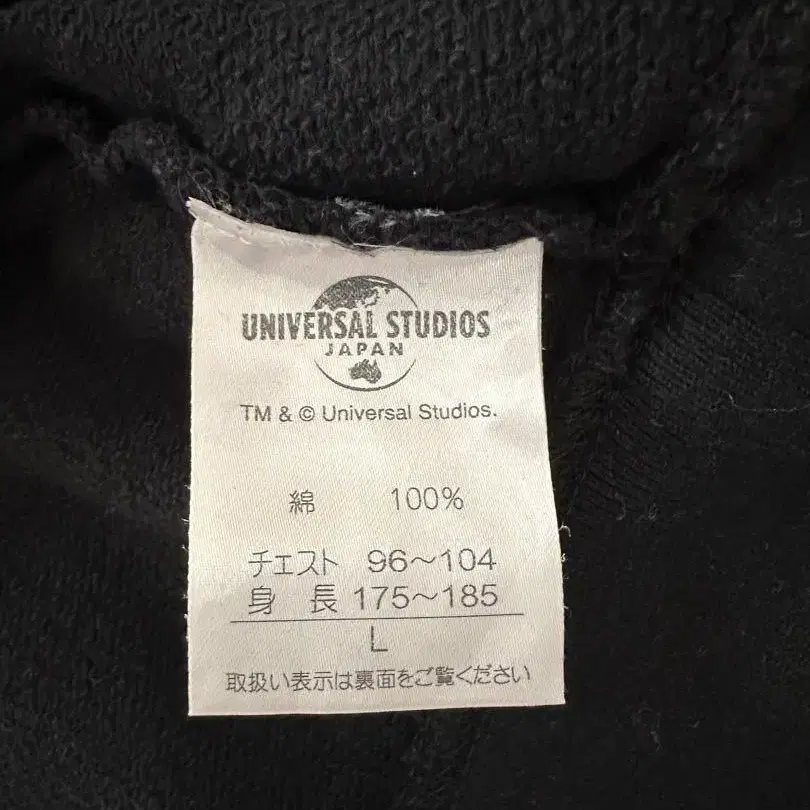 UNIVERSAL STUDIOS
JAPAN
TM & © Universal Studios.
綿 100%
チェスト 96〜104
身 長 175〜185
L
取扱い表示は裏面をご覧ください